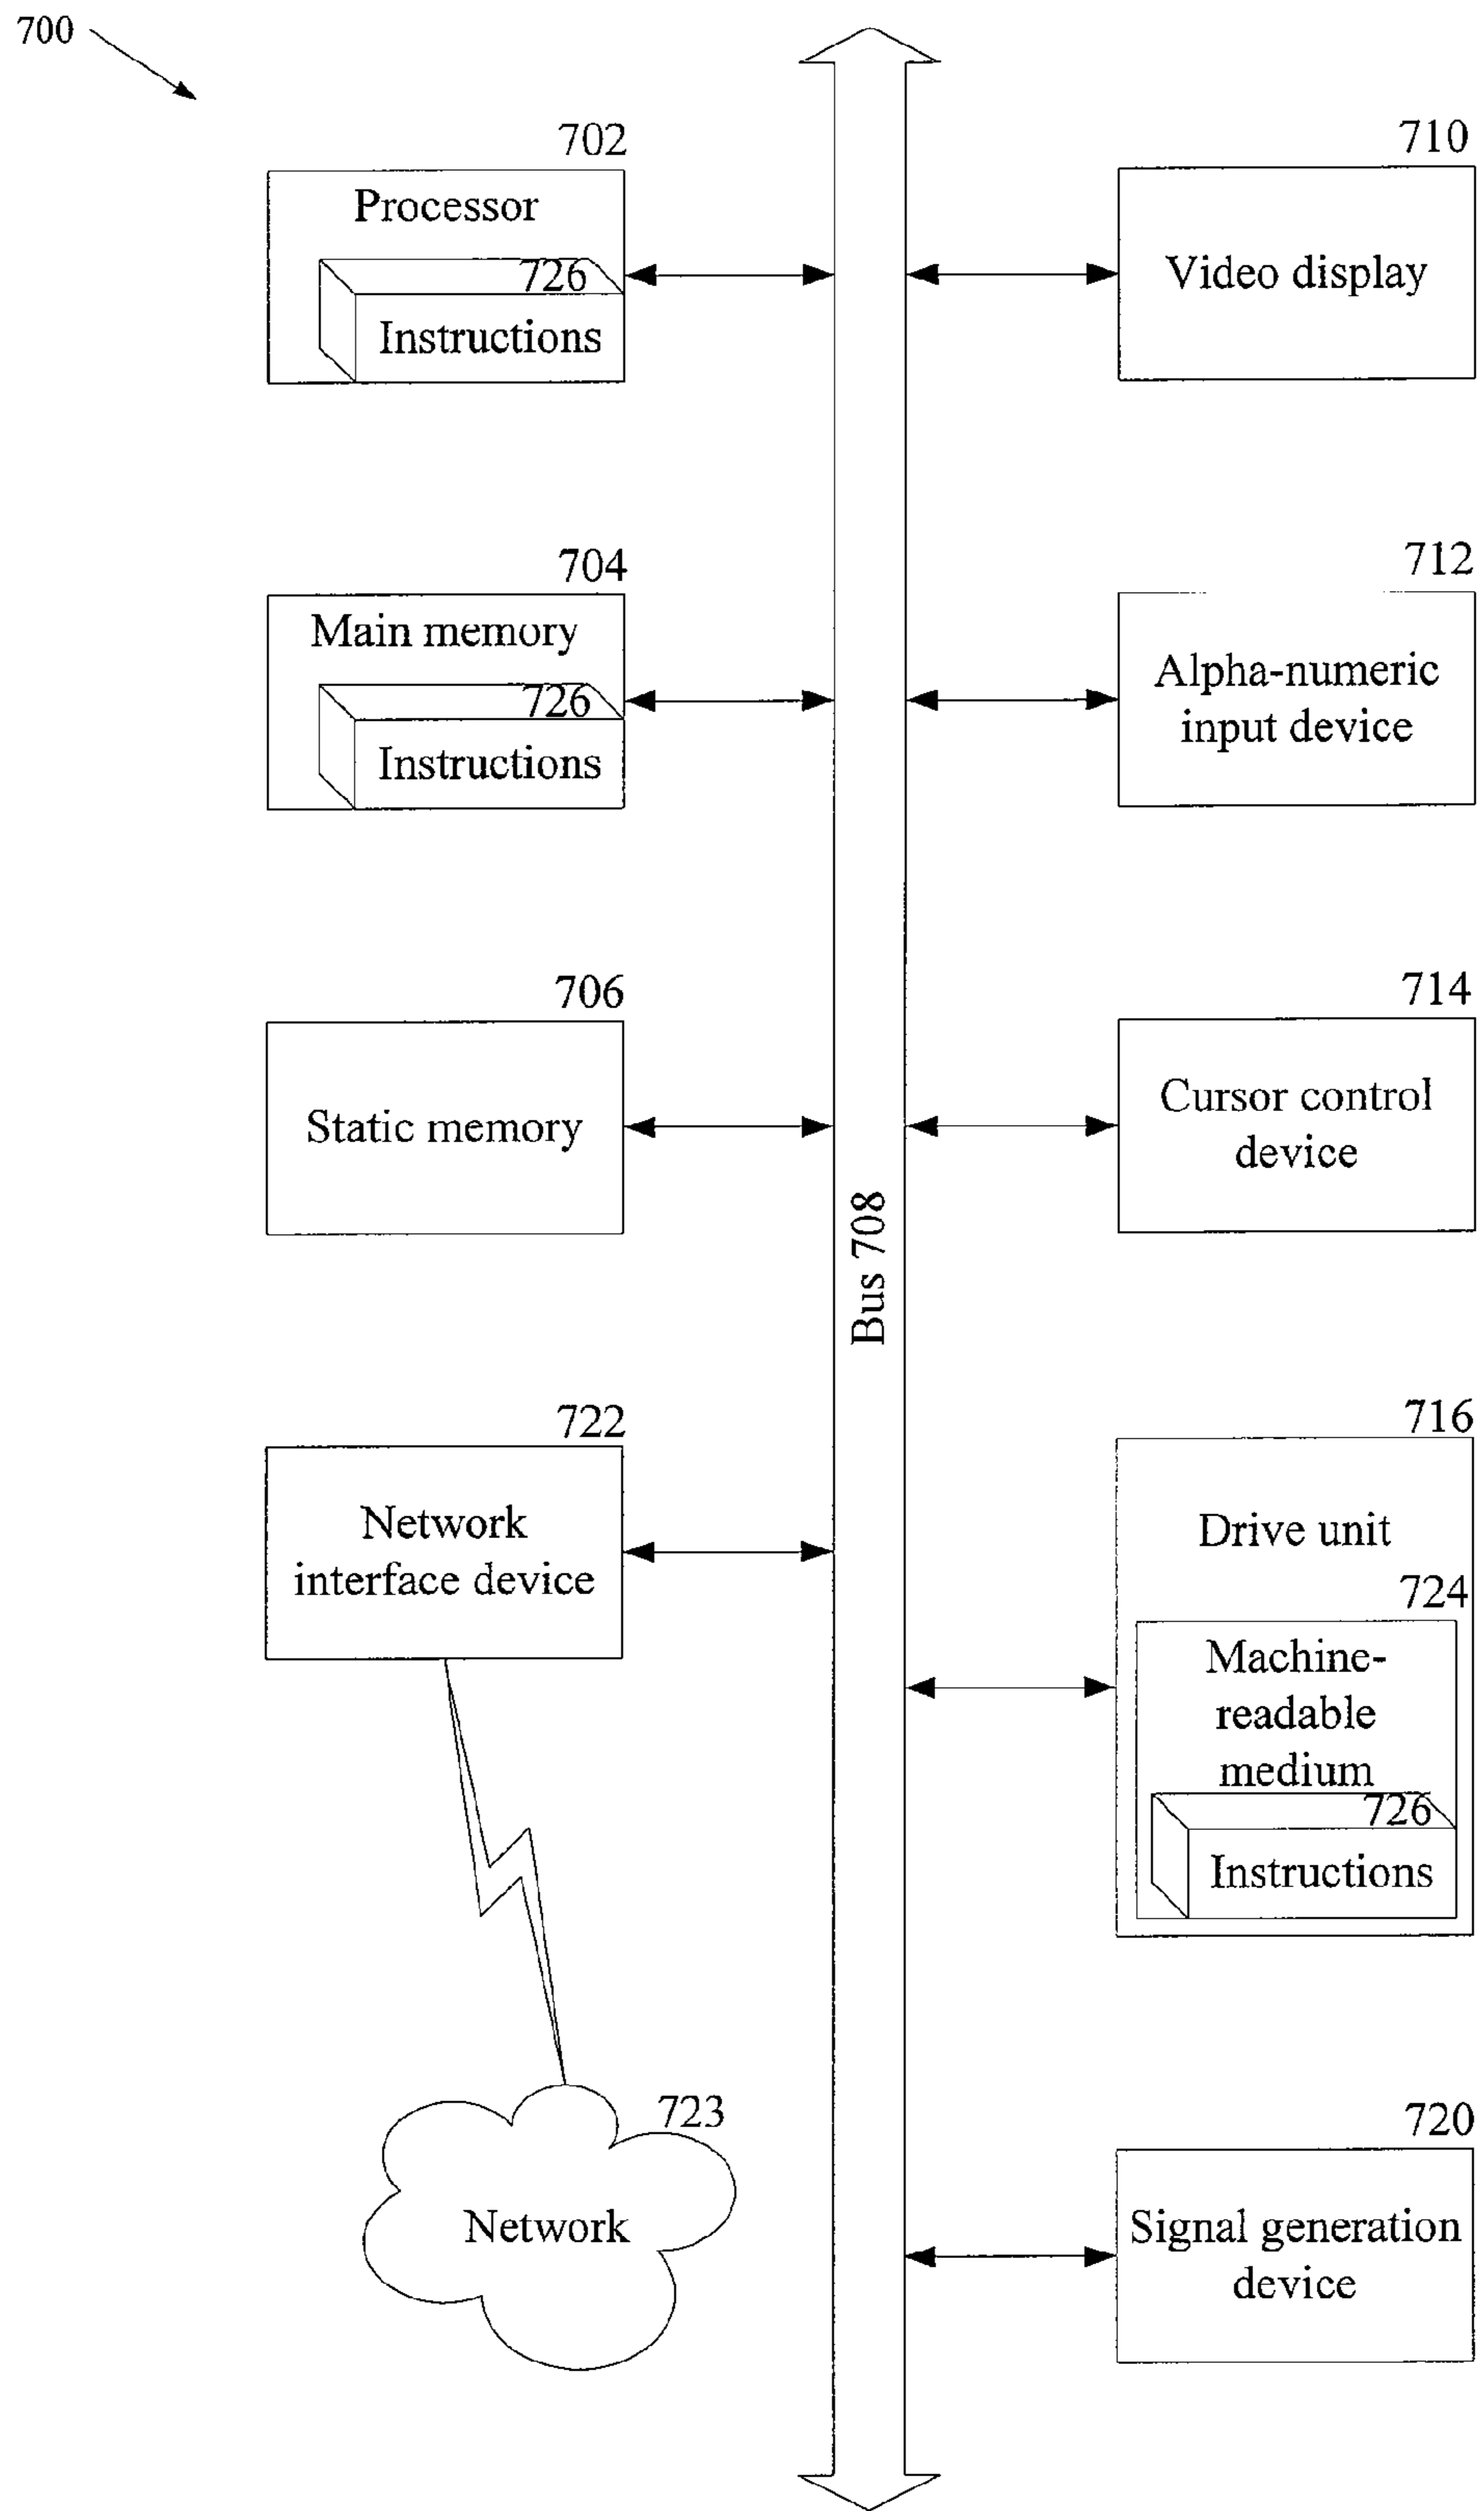 700
702
Processor
726
Instructions
704
Main memory
726
Instructions
706
Static memory
722
Network
interface device
723
Network
Bus 708
710
Video display
712
Alpha-numeric
input device
714
Cursor control
device
716
Drive unit
724
Machine-
readable
medium
726
Instructions
720
Signal generation
device